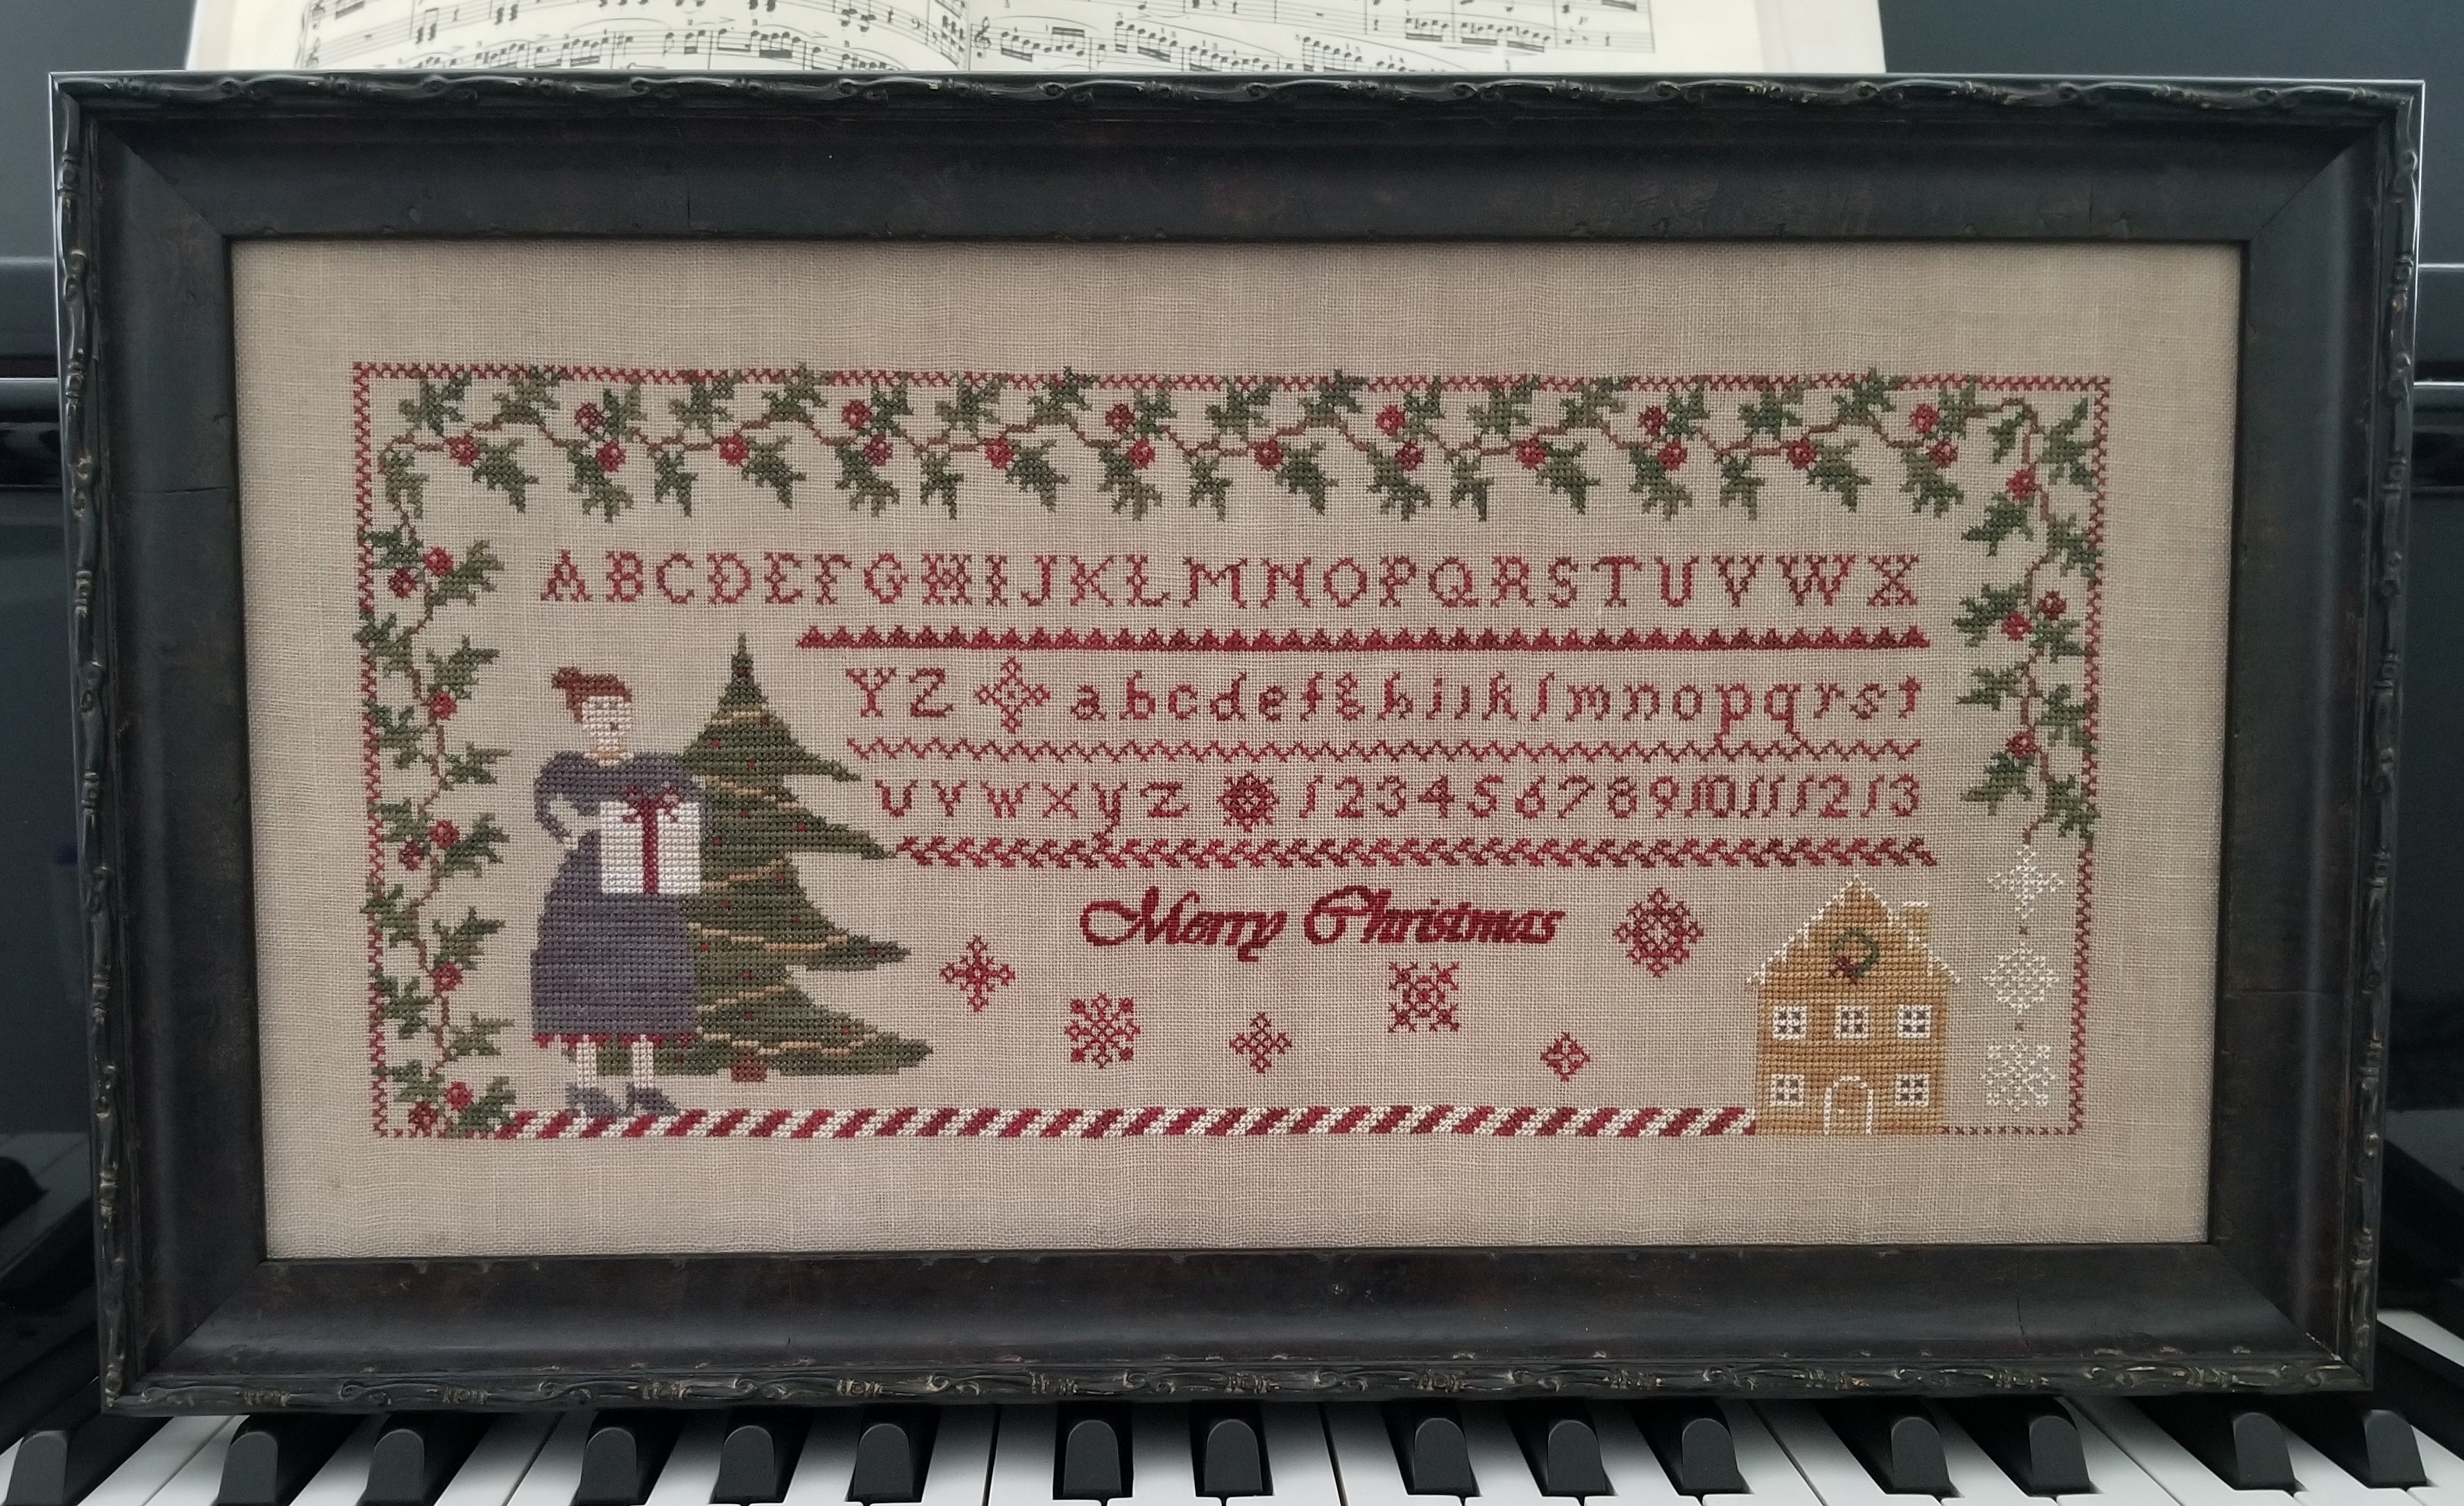 ABCDEFGHIJKLMNOPQRSTUVWX
YZ abcdefghijklmnopqrst
uvwxyz 12345678910111213
Merry Christmas